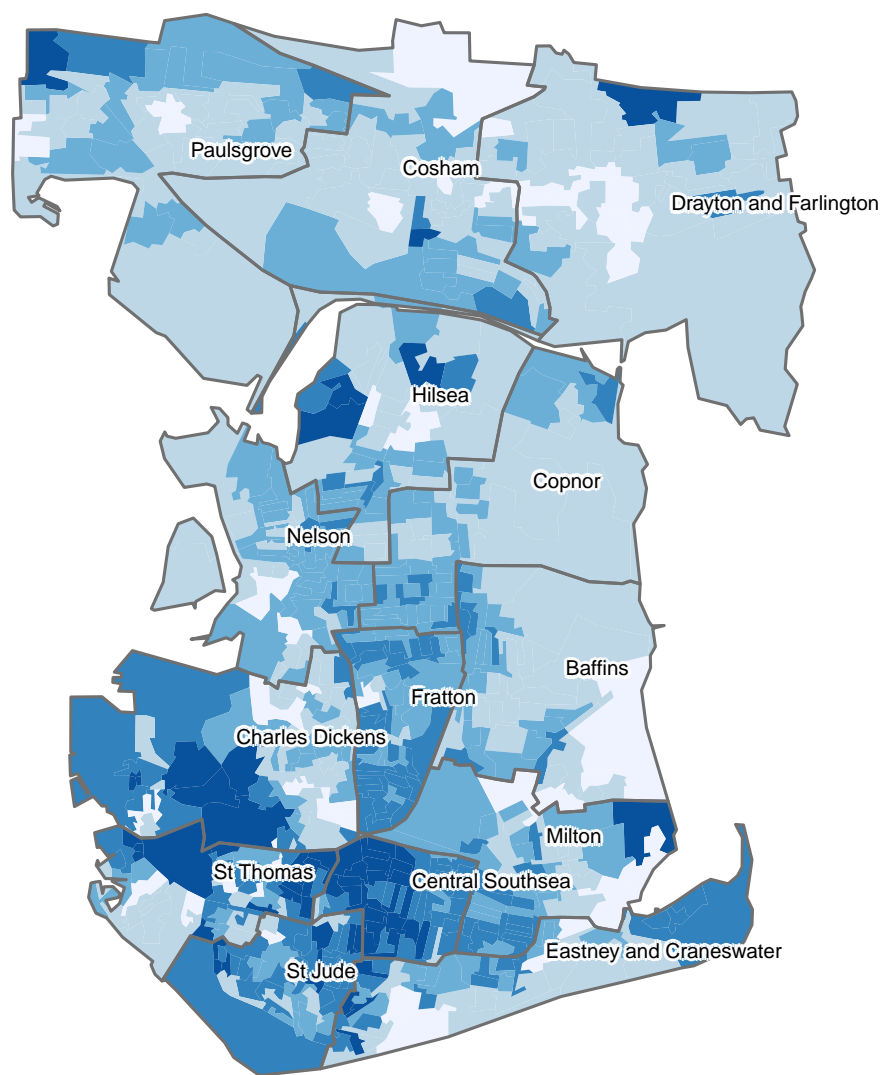 Paulsgrove
Cosham
Drayton and Farlington
Hilsea
Copnor
Nelson
Baffins
Fratton
Charles Dickens
Milton
St Thomas
Central Southsea
Eastney and Craneswater
St Jude